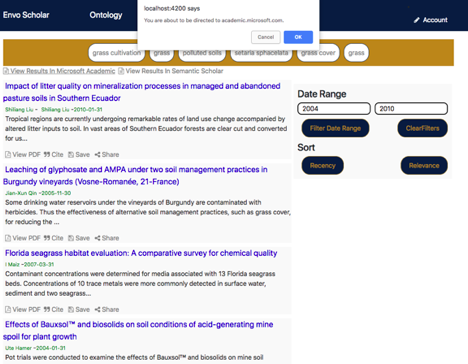 Envo Scholar
Ontology
localhost:4200 says
You are about to be directed to academic.microsoft.com.
Cancel
OK
Account
grass cultivation
grass
polluted soils
setaria sphacelata
grass cover
grass
View Results in Microsoft Academic
View Results in Semantic Scholar
Impact of litter quality on mineralization processes in managed and abandoned
pasture soils in Southern Ecuador
Shiliang Liu ~ Shiliang Liu ~2010-01-31
Tropical regions are currently undergoing remarkable rates of land use change accompanied by
altered litter inputs to soil. In vast areas of Southern Ecuador forests are clear cut and converted
for us...
View PDF Cite Save Share
Leaching of glyphosate and AMPA under two soil management practices in
Burgundy vineyards (Vosne-Romanée, 21-France)
Jian-Xun Qin ~2005-11-30
Some drinking water reservoirs under the vineyards of Burgundy are contaminated with
herbicides. Thus the effectiveness of alternative soil management practices, such as grass cover,
for reducing the ...
View PDF Cite Save Share
Florida seagrass habitat evaluation: A comparative survey for chemical quality
I Maiz ~2007-03-31
Contaminant concentrations were determined for media associated with 13 Florida seagrass
beds. Concentrations of 10 trace metals were more commonly detected in surface water,
sediment and two seagrass...
View PDF Cite Save Share
Effects of Bauxsol™ and biosolids on soil conditions of acid-generating mine
spoil for plant growth
Ute Hamer ~2004-01-31
Pot trials were conducted to examine the effects of Bauxsol™ and biosolids on mine soil
Date Range
2004
2010
Filter Date Range
ClearFilters
Sort
Recency
Relevance